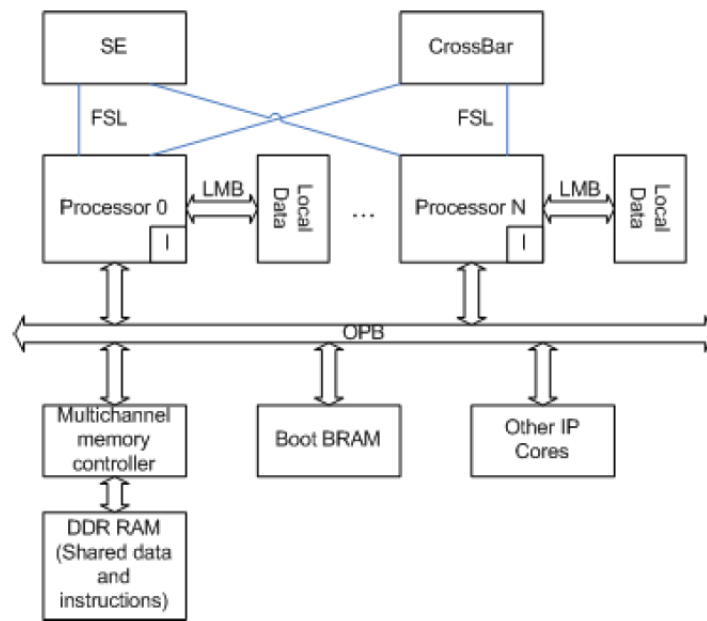 SE
CrossBar
FSL
FSL
Processor 0
I
LMB
Local
Data
...
Processor N
I
LMB
Local
Data
OPB
Multichannel
memory
controller
Boot BRAM
Other IP
Cores
DDR RAM
(Shared data
and
instructions)